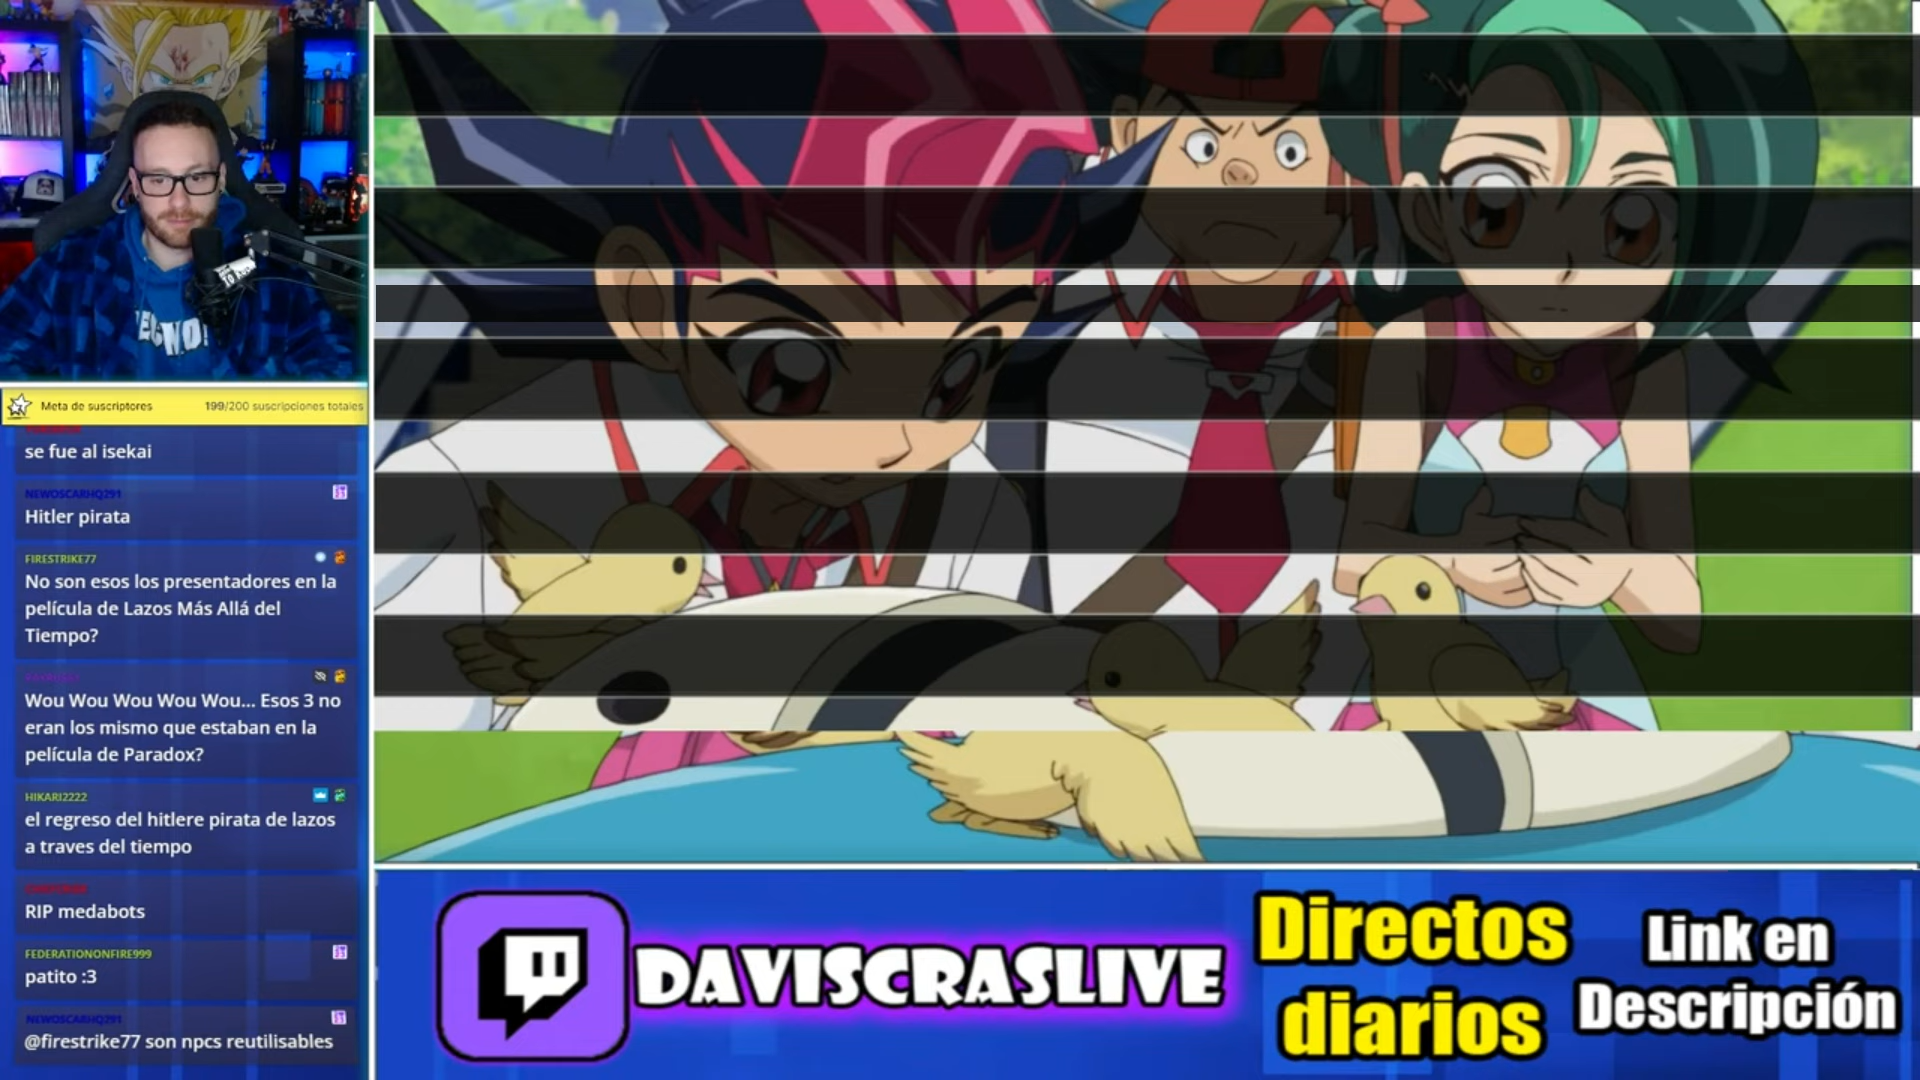 Meta de suscriptores 199/200 suscripciones totales
se fue al isekai
NEWOSCARHQ291
Hitler pirata
FIRESTRIKE77
No son esos los presentadores en la
película de Lazos Más Allá del
Tiempo?
Wou Wou Wou Wou Wou... Esos 3 no
eran los mismo que estaban en la
película de Paradox?
HIKARI2222
el regreso del hitlere pirata de lazos
a traves del tiempo
RIP medabots
FEDERATIONONFIRE999
patito :3
NEWOSCARHQ291
@firestrike77 son npcs reutilisables
DAVISCRASLIVE
Directos
diarios
Link en
Descripción